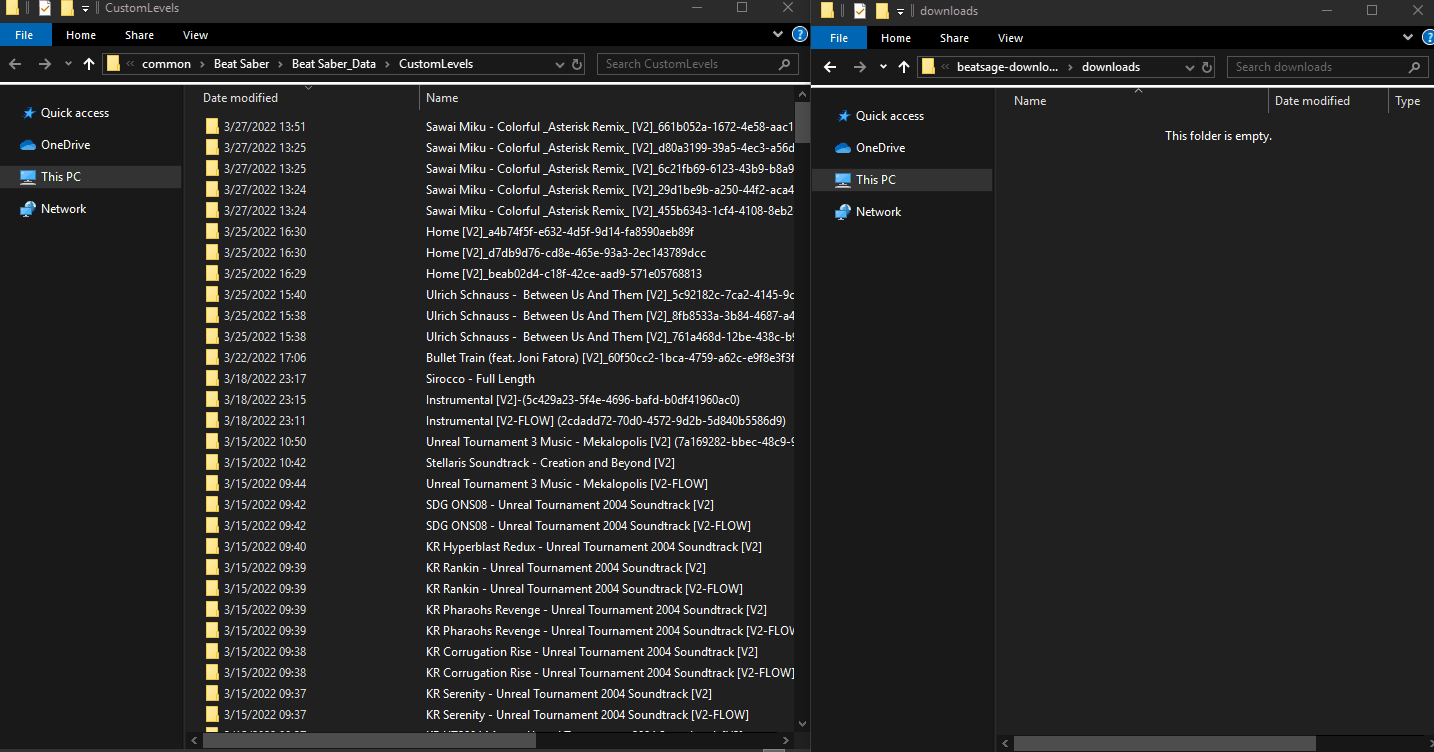 CustomLevels
File Home Share View
common Beat Saber Beat Saber_Data CustomLevels Search CustomLevels
Quick access
OneDrive
This PC
Network
Date modified Name
3/27/2022 13:51 Sawai Miku - Colorful _Asterisk Remix_ [V2]_661b052a-1672-4e58-aac1
3/27/2022 13:25 Sawai Miku - Colorful _Asterisk Remix_ [V2]_d80a3199-39a5-4ec3-a56d
3/27/2022 13:25 Sawai Miku - Colorful _Asterisk Remix_ [V2]_6c21fb69-6123-43b9-b8a9
3/27/2022 13:24 Sawai Miku - Colorful _Asterisk Remix_ [V2]_29d1be9b-a250-44f2-aca4
3/27/2022 13:24 Sawai Miku - Colorful _Asterisk Remix_ [V2]_455b6343-1cf4-4108-8eb2
3/25/2022 16:30 Home [V2]_a4b74f5f-e632-4d5f-9d14-fa8590aeb89f
3/25/2022 16:30 Home [V2]_d7db9d76-cd8e-465e-93a3-2ec143789dcc
3/25/2022 16:29 Home [V2]_beab02d4-c18f-42ce-aad9-571e05768813
3/25/2022 15:40 Ulrich Schnauss -  Between Us And Them [V2]_5c92182c-7ca2-4145-9c
3/25/2022 15:38 Ulrich Schnauss -  Between Us And Them [V2]_8fb8533a-3b84-4687-a4
3/25/2022 15:38 Ulrich Schnauss -  Between Us And Them [V2]_761a468d-12be-438c-b9
3/22/2022 17:06 Bullet Train (feat. Joni Fatora) [V2]_60f50cc2-1bca-4759-a62c-e9f8e3f3f
3/18/2022 23:17 Sirocco - Full Length
3/18/2022 23:15 Instrumental [V2]-(5c429a23-5f4e-4696-bafd-b0df41960ac0)
3/18/2022 23:11 Instrumental [V2-FLOW] (2cdadd72-70d0-4572-9d2b-5d840b5586d9)
3/15/2022 10:50 Unreal Tournament 3 Music - Mekalopolis [V2] (7a169282-bbec-48c9-9
3/15/2022 10:42 Stellaris Soundtrack - Creation and Beyond [V2]
3/15/2022 09:44 Unreal Tournament 3 Music - Mekalopolis [V2-FLOW]
3/15/2022 09:42 SDG ONS08 - Unreal Tournament 2004 Soundtrack [V2]
3/15/2022 09:42 SDG ONS08 - Unreal Tournament 2004 Soundtrack [V2-FLOW]
3/15/2022 09:40 KR Hyperblast Redux - Unreal Tournament 2004 Soundtrack [V2]
3/15/2022 09:39 KR Rankin - Unreal Tournament 2004 Soundtrack [V2]
3/15/2022 09:39 KR Rankin - Unreal Tournament 2004 Soundtrack [V2-FLOW]
3/15/2022 09:39 KR Pharaohs Revenge - Unreal Tournament 2004 Soundtrack [V2]
3/15/2022 09:39 KR Pharaohs Revenge - Unreal Tournament 2004 Soundtrack [V2-FLOW
3/15/2022 09:38 KR Corrugation Rise - Unreal Tournament 2004 Soundtrack [V2]
3/15/2022 09:38 KR Corrugation Rise - Unreal Tournament 2004 Soundtrack [V2-FLOW]
3/15/2022 09:37 KR Serenity - Unreal Tournament 2004 Soundtrack [V2]
3/15/2022 09:37 KR Serenity - Unreal Tournament 2004 Soundtrack [V2-FLOW]
downloads
File Home Share View
beatsage-downlo... downloads Search downloads
Quick access
OneDrive
This PC
Network
Name Date modified Type
This folder is empty.